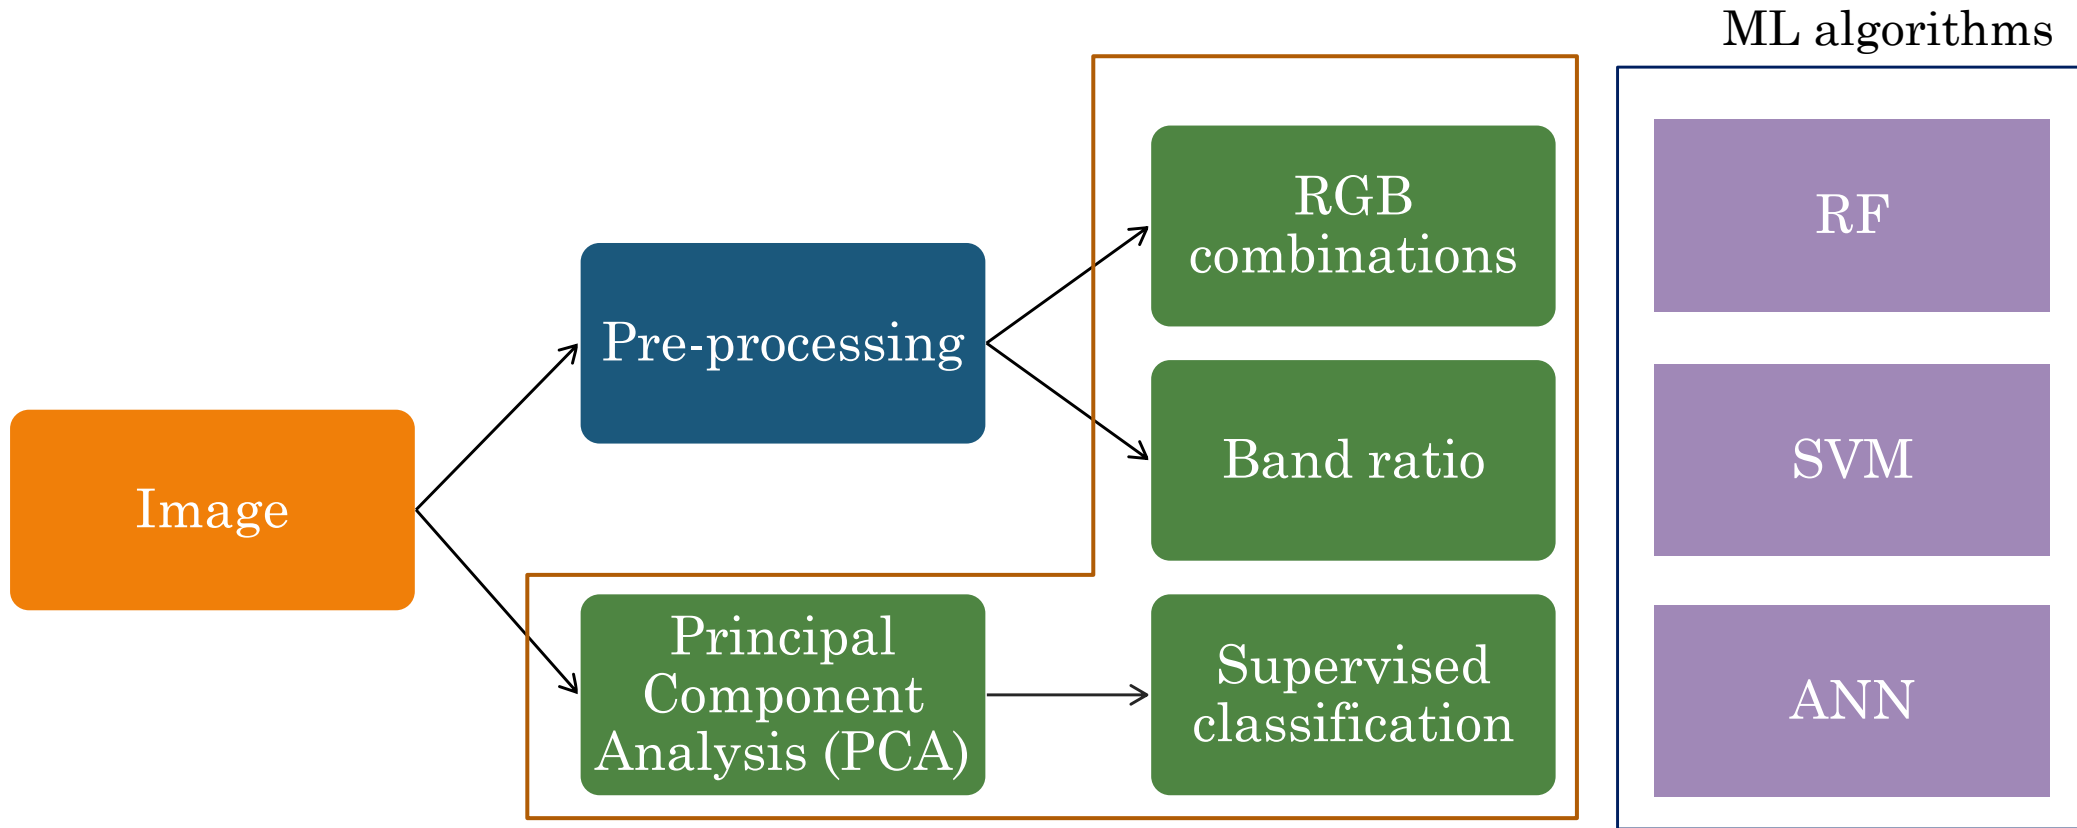 ML algorithms
RGB
combinations
RF
Pre-processing
Band ratio
SVM
Image
Principal
Component
Analysis (PCA)
Supervised
classification
ANN